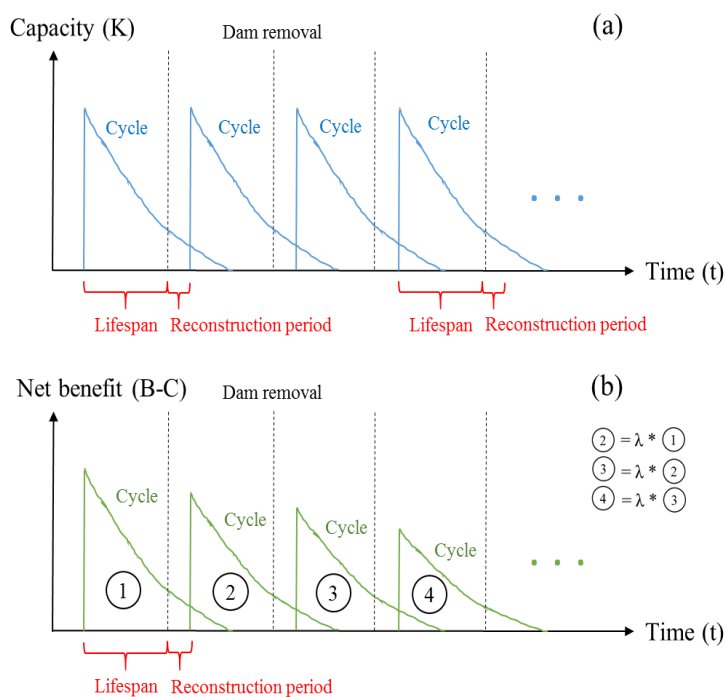 Capacity (K)
Dam removal
(a)
Cycle
Cycle
Cycle
Cycle
. . .
Time (t)
Lifespan
Reconstruction period
Lifespan
Reconstruction period
Net benefit (B-C)
Dam removal
(b)
2 = λ * 1
3 = λ * 2
4 = λ * 3
Cycle
Cycle
Cycle
Cycle
. . .
1
2
3
4
Time (t)
Lifespan
Reconstruction period